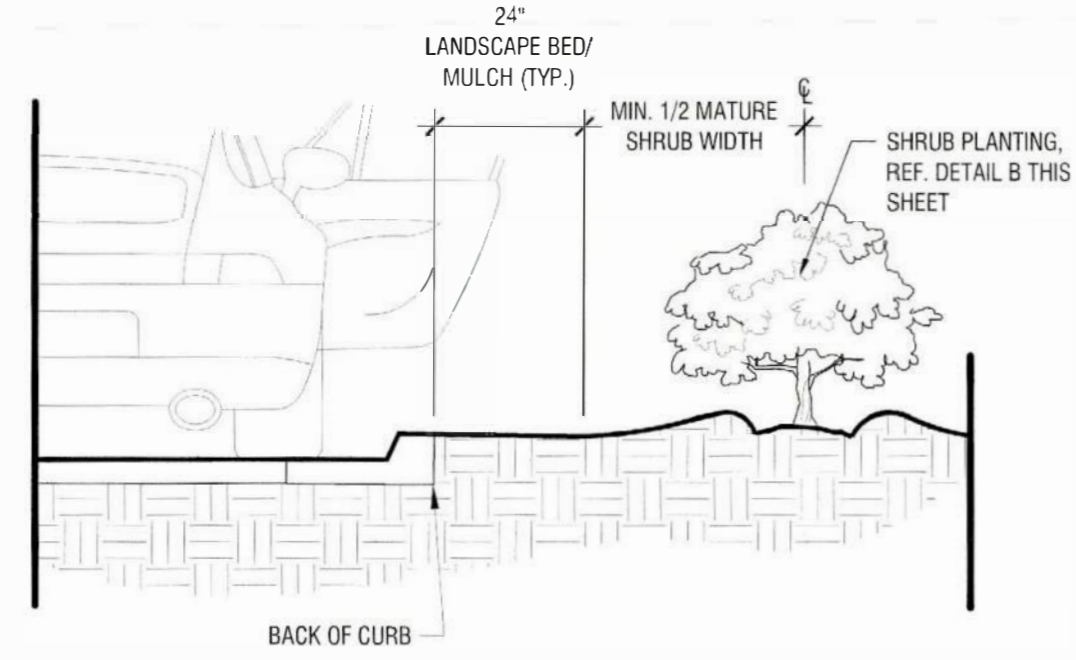 24"
LANDSCAPE BED/
MULCH (TYP.)
MIN. 1/2 MATURE
SHRUB WIDTH
℄
SHRUB PLANTING,
REF. DETAIL B THIS
SHEET
BACK OF CURB